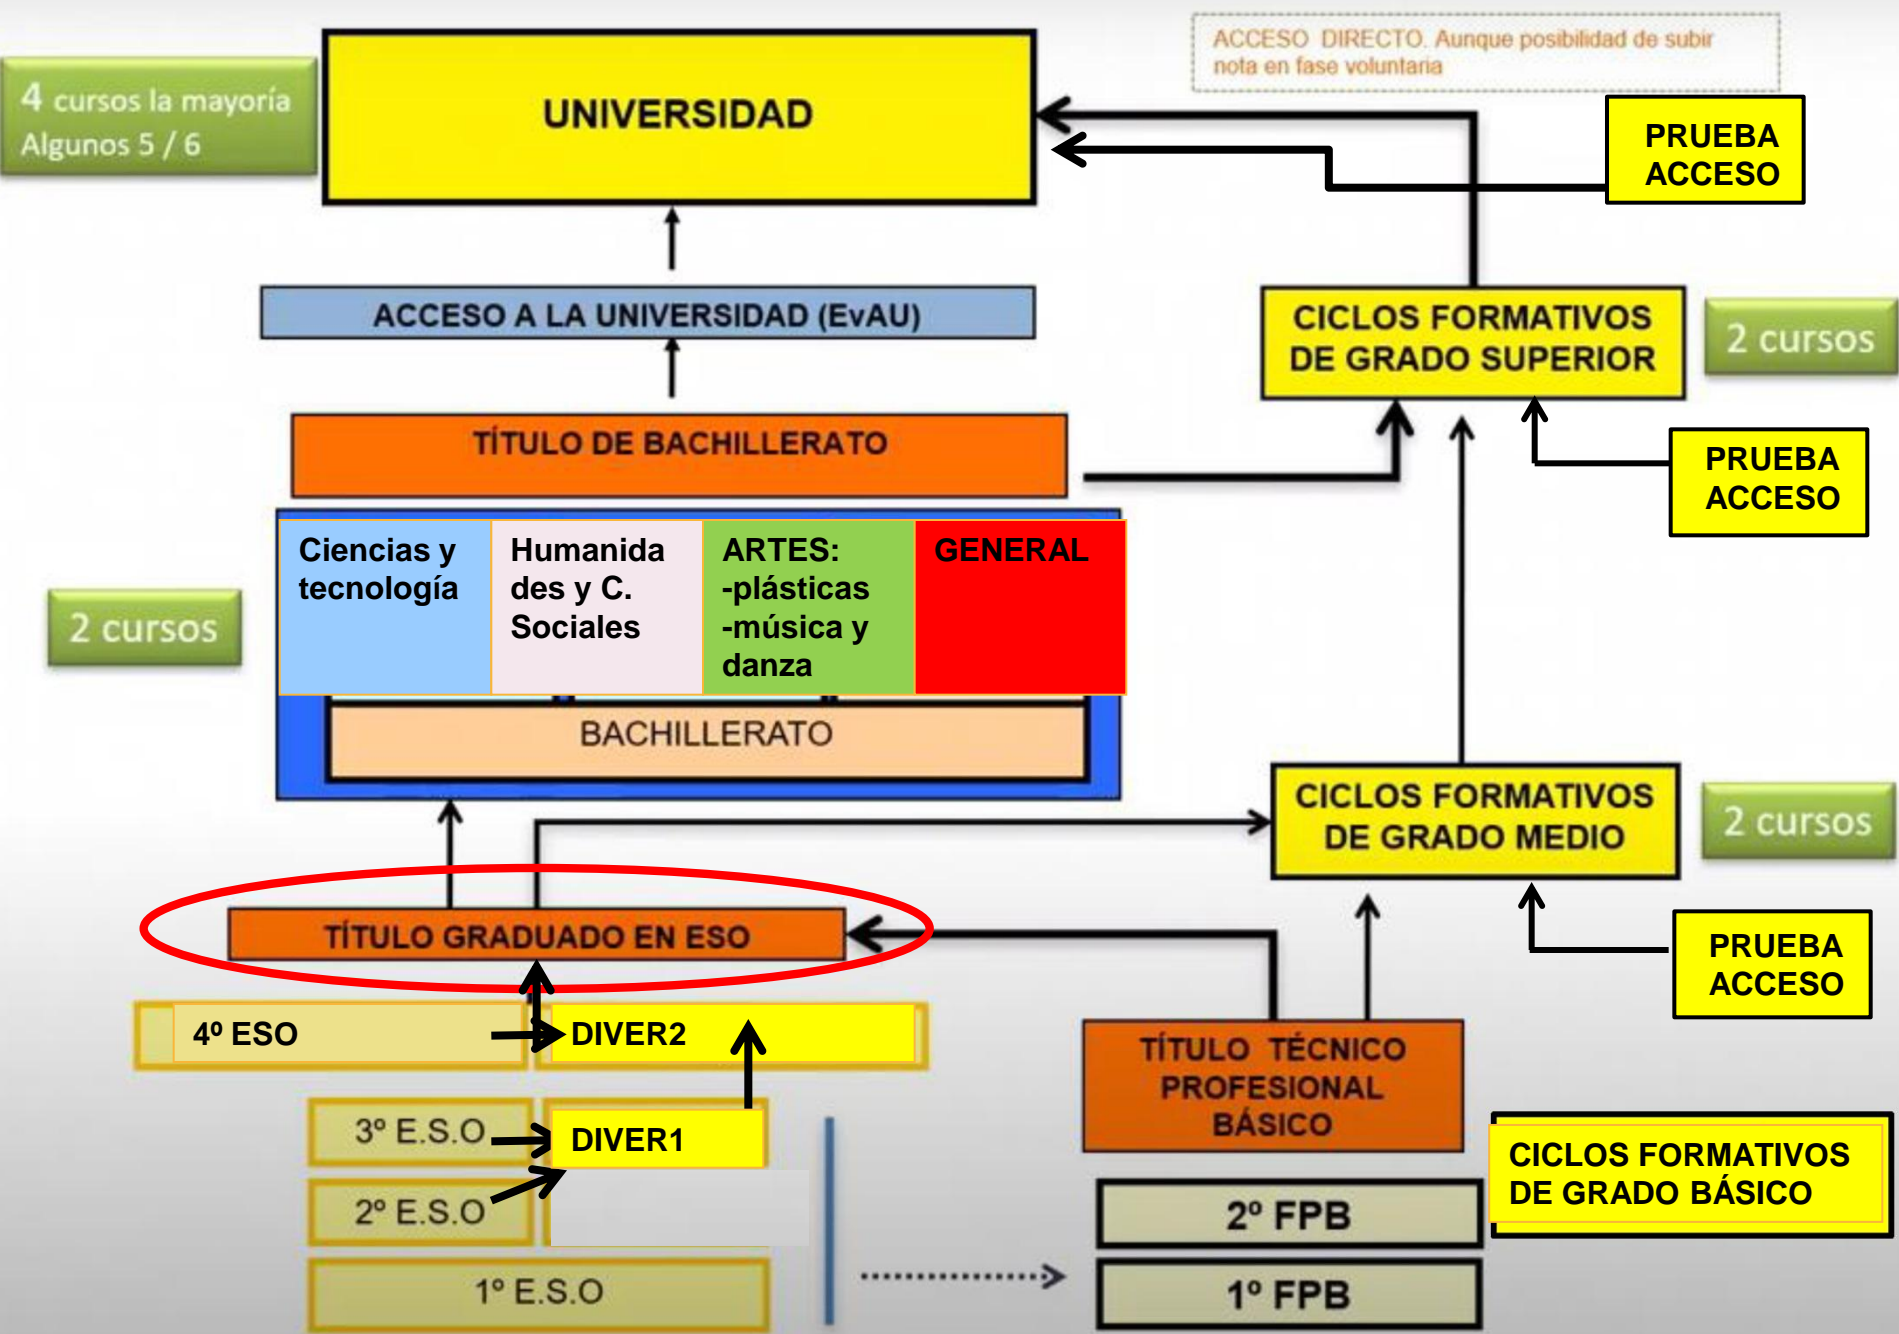 ACCESO DIRECTO. Aunque posibilidad de subir
nota en fase voluntaria
4 cursos la mayoría
Algunos 5 / 6
UNIVERSIDAD
PRUEBA
ACCESO
ACCESO A LA UNIVERSIDAD (EvAU)
CICLOS FORMATIVOS
DE GRADO SUPERIOR
2 cursos
TÍTULO DE BACHILLERATO
PRUEBA
ACCESO
Ciencias y
tecnología
Humanida
des y C.
Sociales
ARTES:
-plásticas
-música y
danza
GENERAL
2 cursos
BACHILLERATO
CICLOS FORMATIVOS
DE GRADO MEDIO
2 cursos
TÍTULO GRADUADO EN ESO
PRUEBA
ACCESO
4º ESO
DIVER2
TÍTULO TÉCNICO
PROFESIONAL
BÁSICO
3º E.S.O
DIVER1
CICLOS FORMATIVOS
DE GRADO BÁSICO
2º E.S.O
2º FPB
1º E.S.O
1º FPB